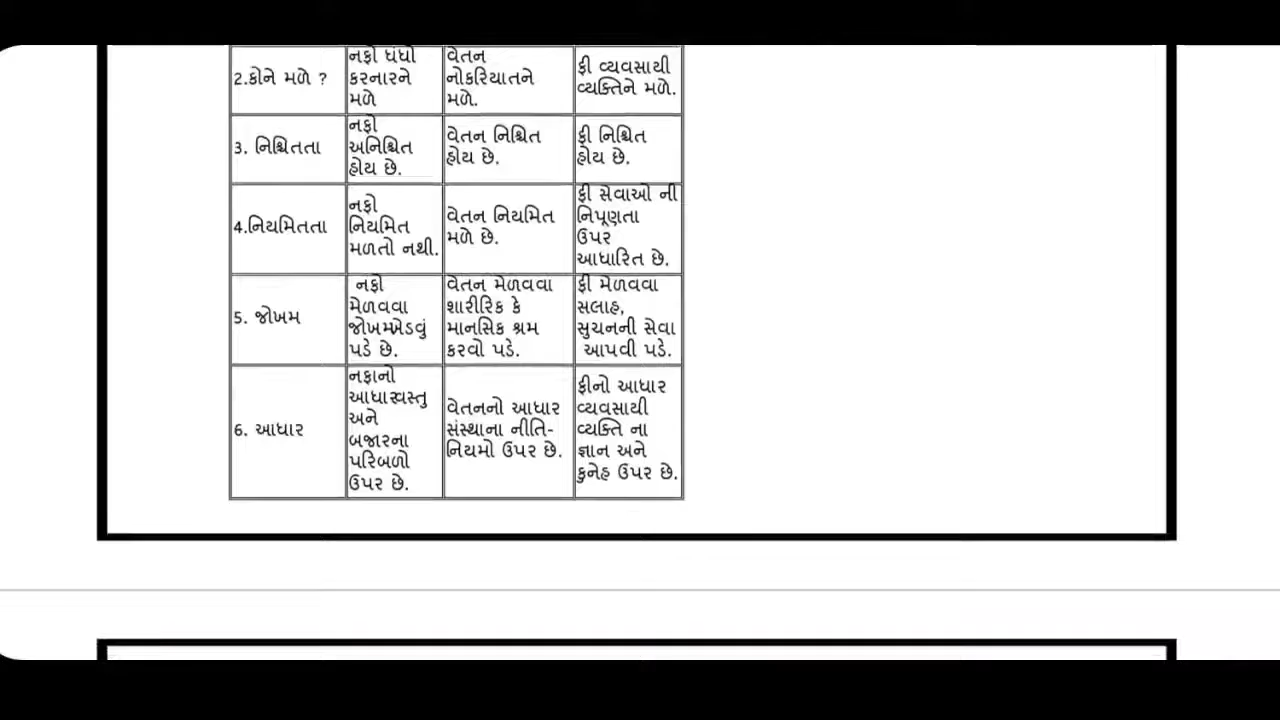 2.કોને મળે ?
નફો ધંધો
કરનારને
મળે
વેતન
નોકરિયાતને
મળે.
ફી વ્યવસાયી
વ્યક્તિને મળે.
3. નિશ્ચિતતા
નફો
અનિશ્ચિત
હોય છે.
વેતન નિશ્ચિત
હોય છે.
ફી નિશ્ચિત
હોય છે.
4.નિયમિતતા
નફો
નિયમિત
મળતો નથી.
વેતન નિયમિત
મળે છે.
ફી સેવાઓ ની
નિપૂણતા
ઉપર
આધારિત છે.
5. જોખમ
નફો
મેળવવા
જોખમખેડવું
પડે છે.
વેતન મેળવવા
શારીરિક કે
માનસિક શ્રમ
કરવો પડે.
ફી મેળવવા
સલાહ,
સુચનની સેવા
આપવી પડે.
6. આધાર
નફાનો
આધારવસ્તુ
અને
બજારના
પરિબળો
ઉપર છે.
વેતનનો આધાર
સંસ્થાના નીતિ-
નિયમો ઉપર છે.
ફીનો આધાર
વ્યવસાયી
વ્યક્તિ ના
જ્ઞાન અને
કુનેહ ઉપર છે.